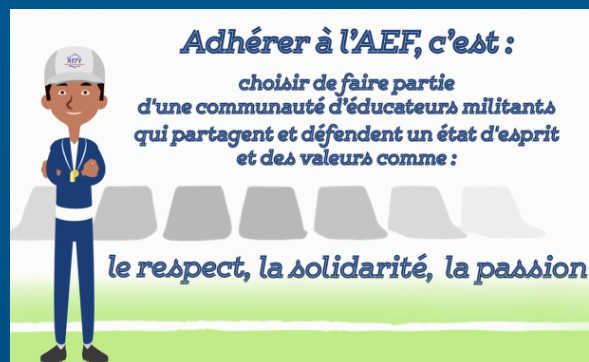 Adhérer à l'AEF, c'est :
choisir de faire partie
d'une communauté d'éducateurs militants
qui partagent et défendent un état d'esprit
et des valeurs comme :
le respect, la solidarité, la passion